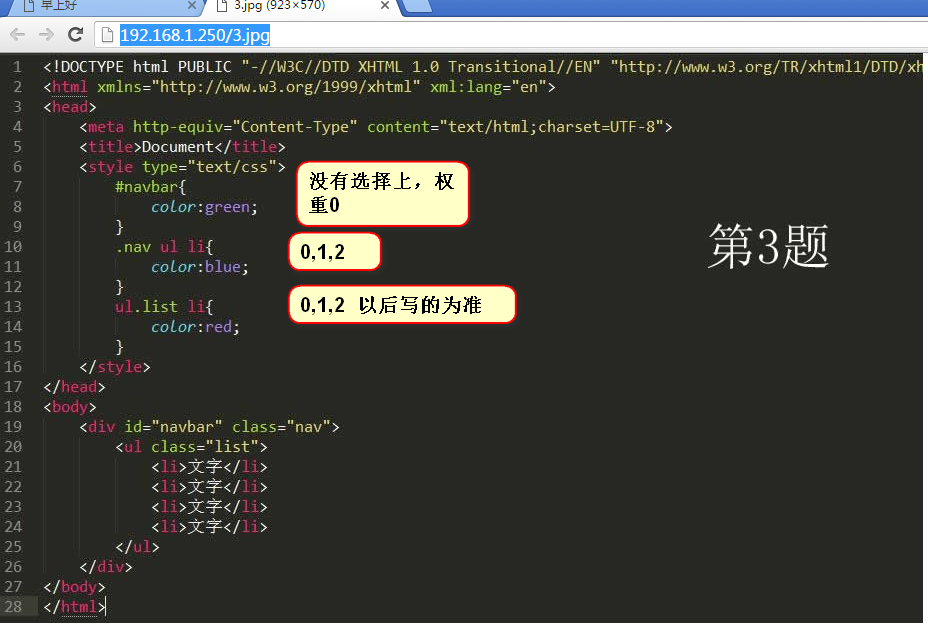 早上好
3.jpg (923×570)
192.168.1.250/3.jpg
1 <!DOCTYPE html PUBLIC "-//W3C//DTD XHTML 1.0 Transitional//EN" "http://www.w3.org/TR/xhtml1/DTD/xh
2 <html xmlns="http://www.w3.org/1999/xhtml" xml:lang="en">
3 <head>
4 <meta http-equiv="Content-Type" content="text/html;charset=UTF-8">
5 <title>Document</title>
6 <style type="text/css">
7 #navbar{
8 color:green;
9 }
10 .nav ul li{
11 color:blue;
12 }
13 ul.list li{
14 color:red;
15 }
16 </style>
17 </head>
18 <body>
19 <div id="navbar" class="nav">
20 <ul class="list">
21 <li>文字</li>
22 <li>文字</li>
23 <li>文字</li>
24 <li>文字</li>
25 </ul>
26 </div>
27 </body>
28 </html>
没有选择上，权
重0
0,1,2
0,1,2 以后写的为准
第3题